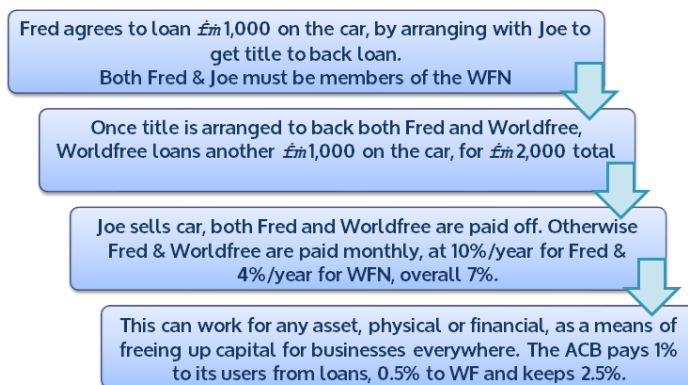 Fred agrees to loan £ṁ 1,000 on the car, by arranging with Joe to
get title to back loan.
Both Fred & Joe must be members of the WFN
Once title is arranged to back both Fred and Worldfree,
Worldfree loans another £ṁ 1,000 on the car, for £ṁ 2,000 total
Joe sells car, both Fred and Worldfree are paid off. Otherwise
Fred & Worldfree are paid monthly, at 10%/year for Fred &
4%/year for WFN, overall 7%.
This can work for any asset, physical or financial, as a means of
freeing up capital for businesses everywhere. The ACB pays 1%
to its users from loans, 0.5% to WF and keeps 2.5%.